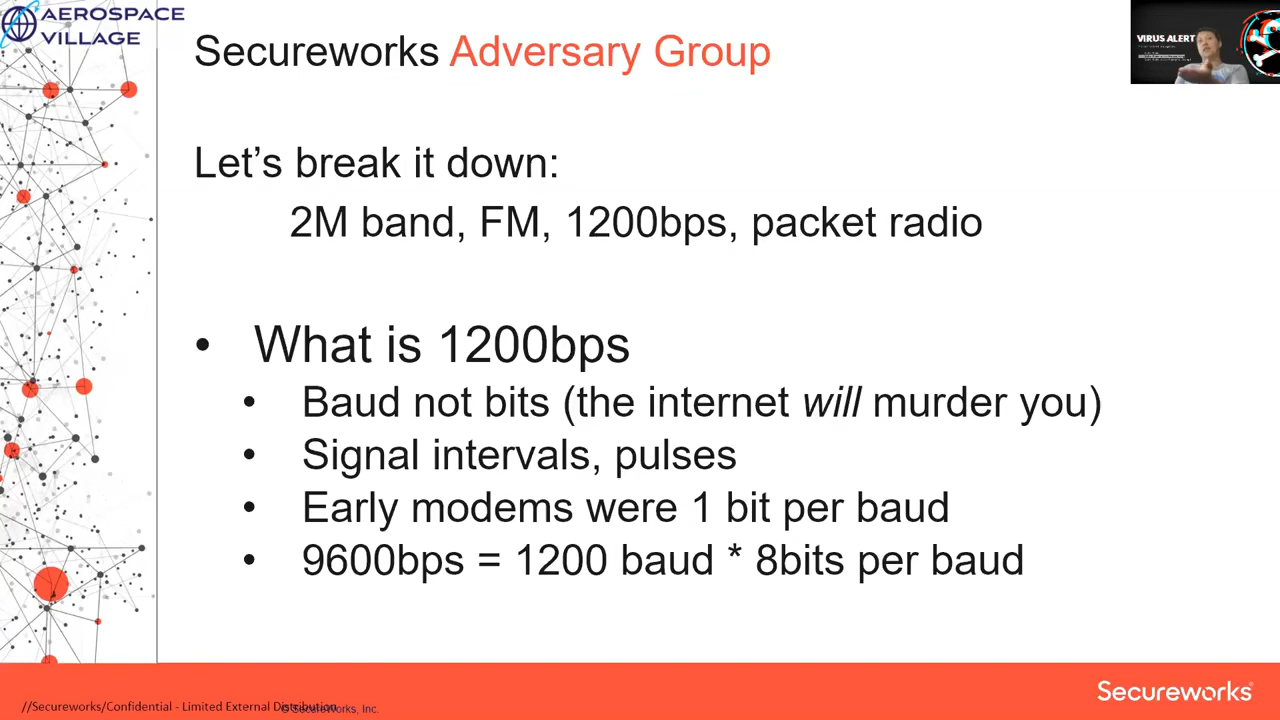 AEROSPACE
VILLAGE
Secureworks Adversary Group
VIRUS ALERT
Let's break it down:
2M band, FM, 1200bps, packet radio
• What is 1200bps
• Baud not bits (the internet will murder you)
• Signal intervals, pulses
• Early modems were 1 bit per baud
• 9600bps = 1200 baud * 8bits per baud
//Secureworks/Confidential - Limited External Distribution
© SecureWorks, Inc.
Secureworks